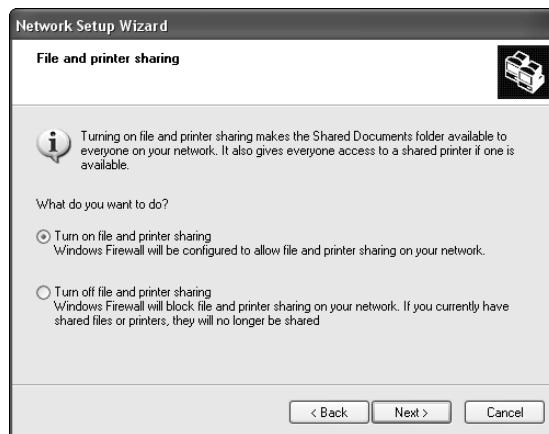 Network Setup Wizard
File and printer sharing
Turning on file and printer sharing makes the Shared Documents folder available to
everyone on your network. It also gives everyone access to a shared printer if one is
available.
What do you want to do?
Turn on file and printer sharing
Windows Firewall will be configured to allow file and printer sharing on your network.
Turn off file and printer sharing
Windows Firewall will block file and printer sharing on your network. If you currently have
shared files or printers, they will no longer be shared
< Back Next > Cancel